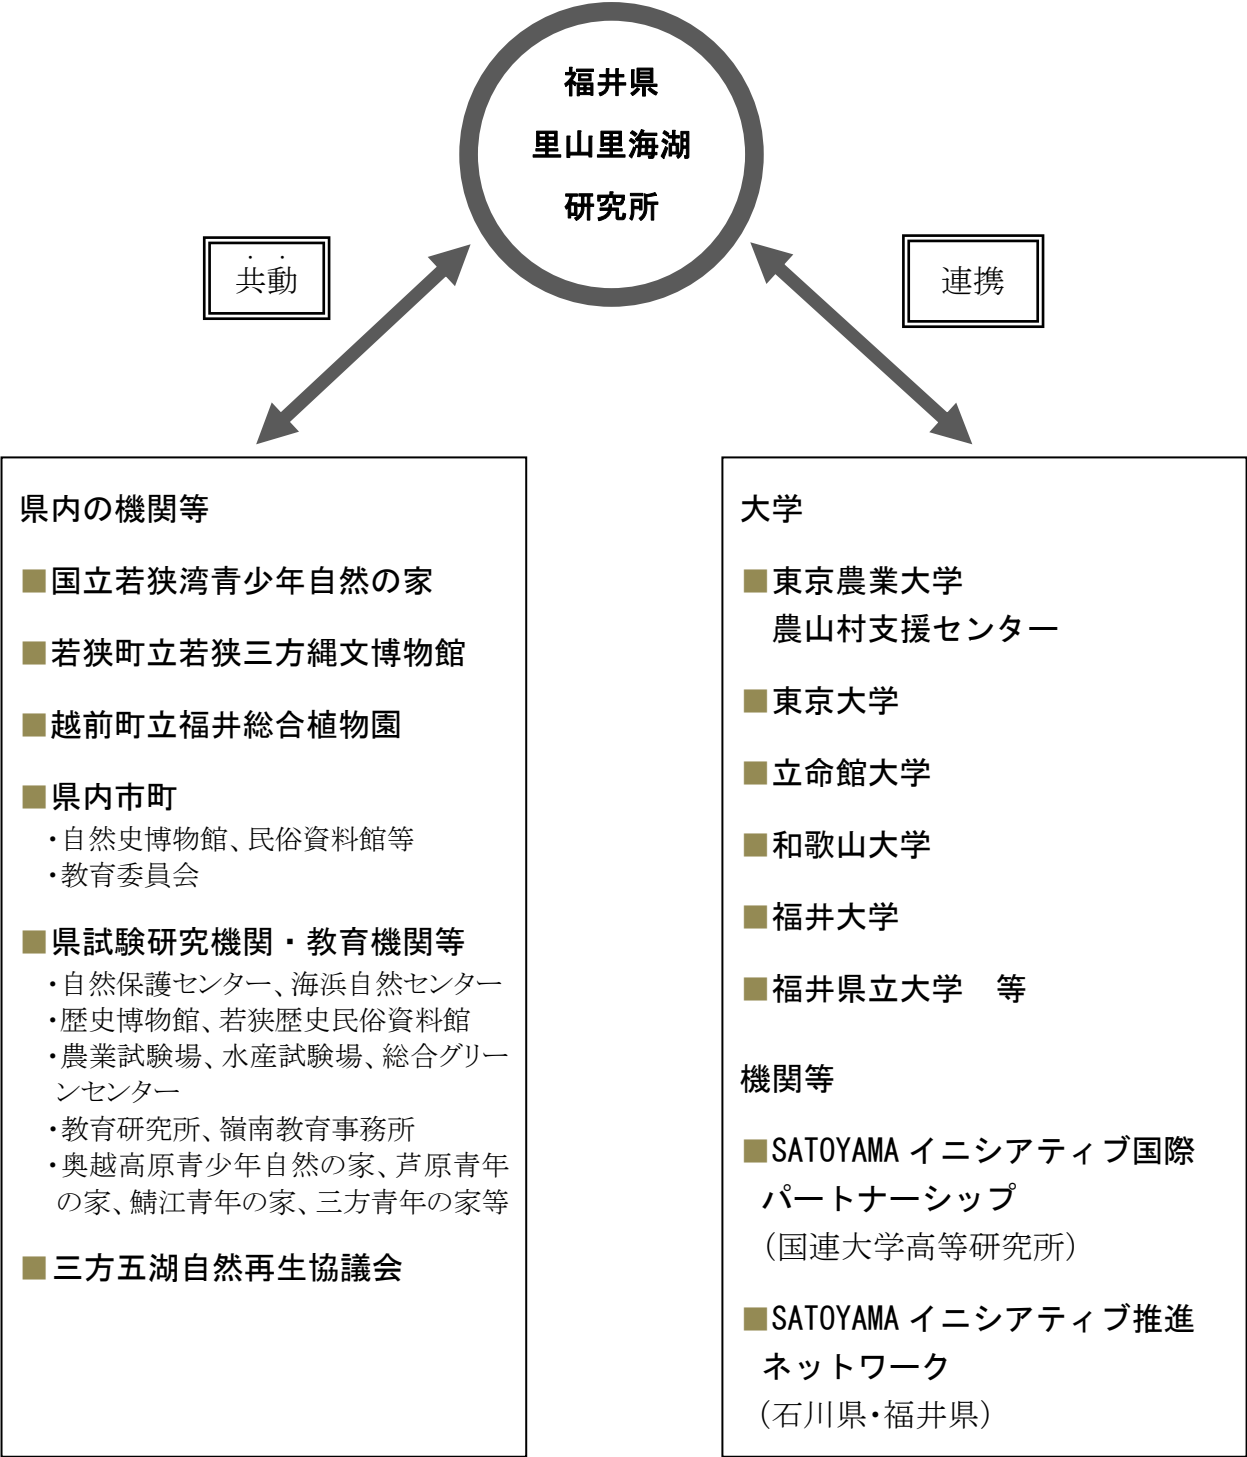 福井県
里山里海湖
研究所
共動
連携
県内の機関等
■国立若狭湾青少年自然の家
■若狭町立若狭三方縄文博物館
■越前町立福井総合植物園
■県内市町
・自然史博物館、民俗資料館等
・教育委員会
■県試験研究機関・教育機関等
・自然保護センター、海浜自然センター
・歴史博物館、若狭歴史民俗資料館
・農業試験場、水産試験場、総合グリー
ンセンター
・教育研究所、嶺南教育事務所
・奥越高原青少年自然の家、芦原青年
の家、鯖江青年の家、三方青年の家等
■三方五湖自然再生協議会
大学
■東京農業大学
農山村支援センター
■東京大学
■立命館大学
■和歌山大学
■福井大学
■福井県立大学　等
機関等
■SATOYAMA イニシアティブ国際
パートナーシップ
（国連大学高等研究所）
■SATOYAMA イニシアティブ推進
ネットワーク
（石川県・福井県）